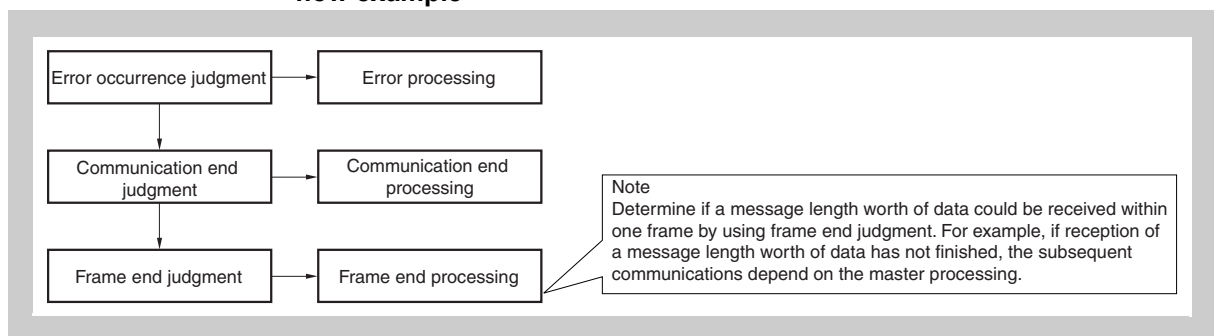 flow example
Error occurrence judgment
Error processing
Communication end
judgment
Communication end
processing
Frame end judgment
Frame end processing
Note
Determine if a message length worth of data could be received within
one frame by using frame end judgment. For example, if reception of
a message length worth of data has not finished, the subsequent
communications depend on the master processing.